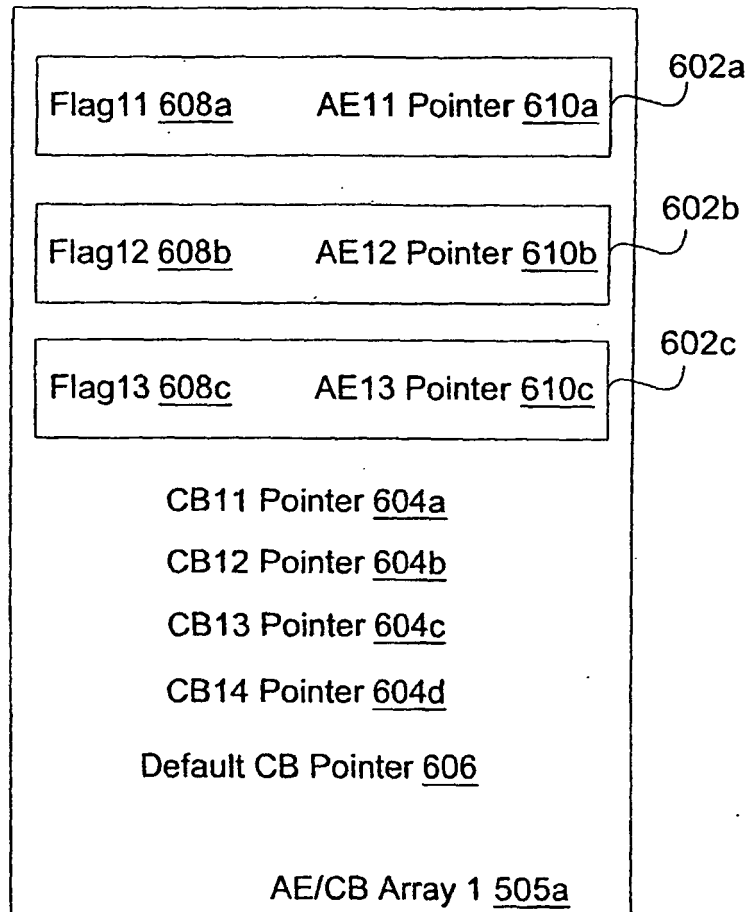 602a
Flag11 608a AE11 Pointer 610a
602b
Flag12 608b AE12 Pointer 610b
602c
Flag13 608c AE13 Pointer 610c
CB11 Pointer 604a
CB12 Pointer 604b
CB13 Pointer 604c
CB14 Pointer 604d
Default CB Pointer 606
AE/CB Array 1 505a